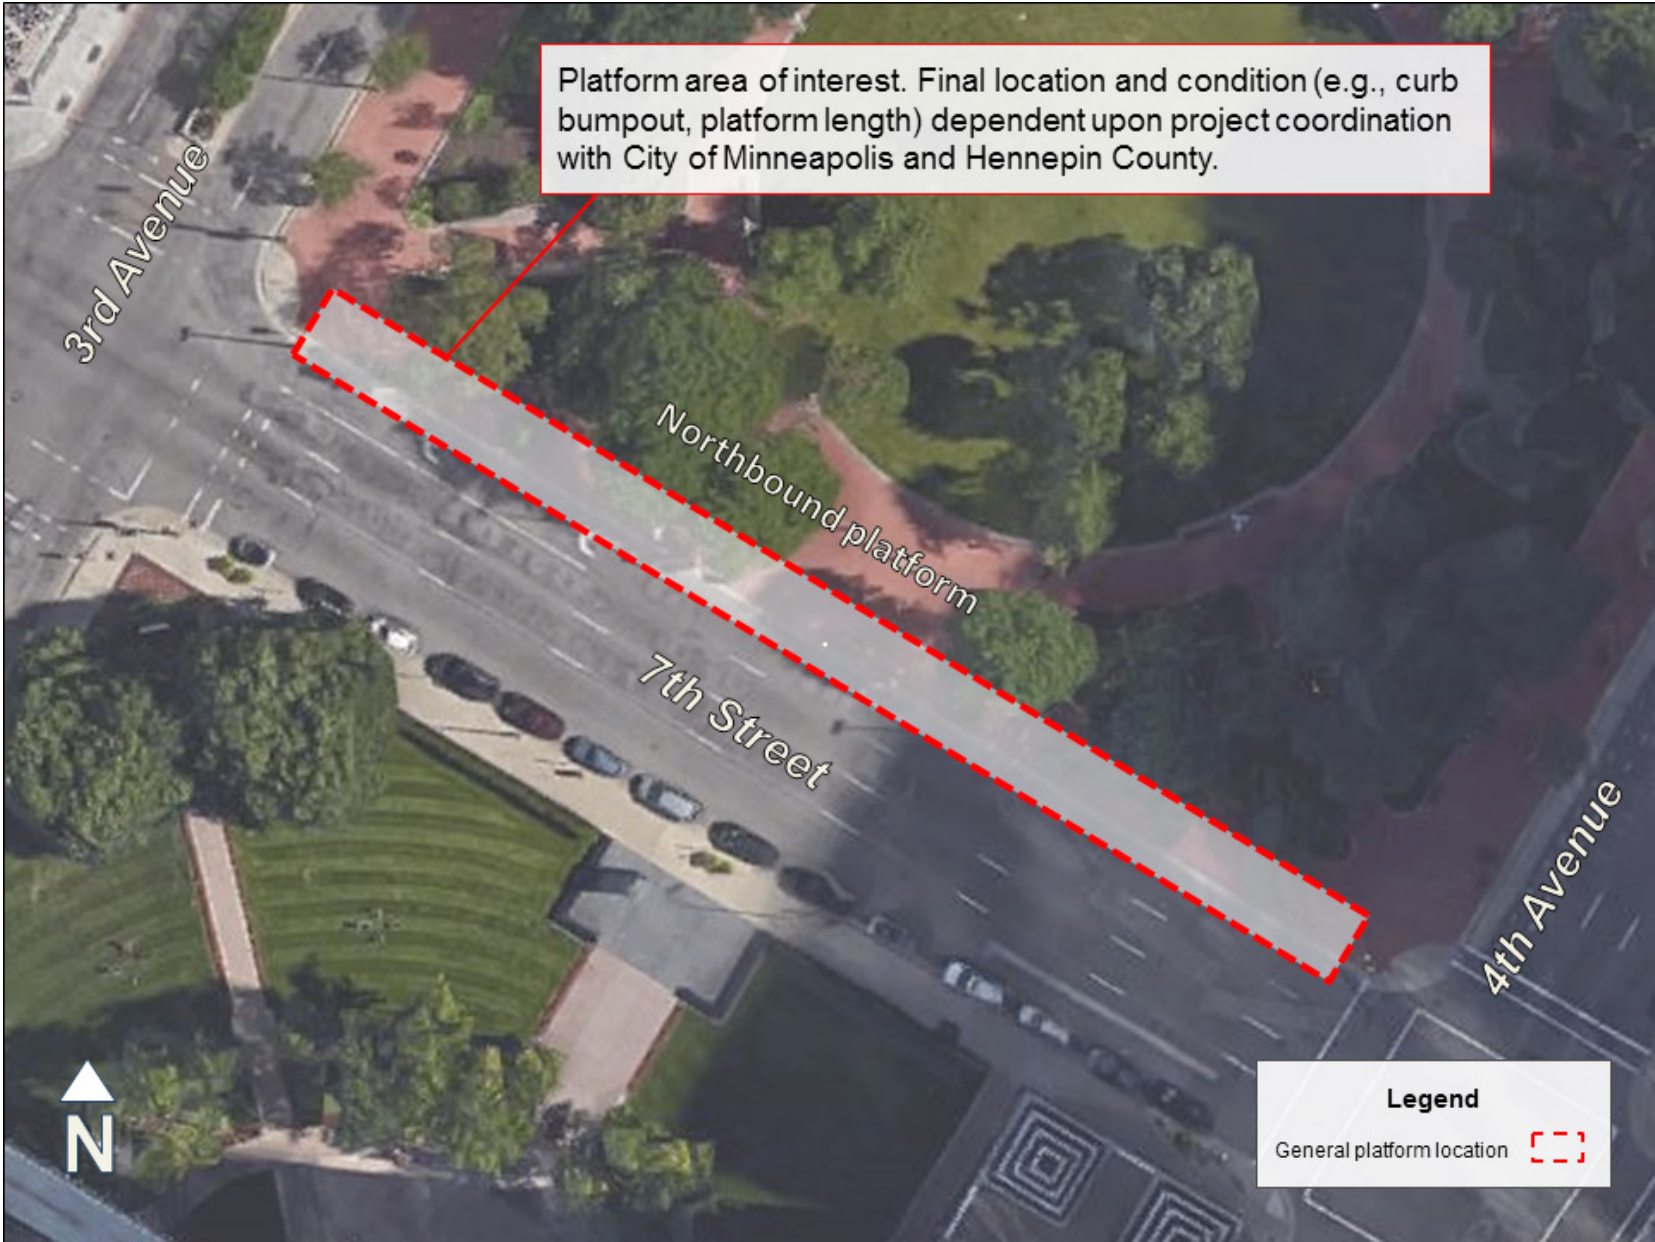 Platform area of interest. Final location and condition (e.g., curb
bumpout, platform length) dependent upon project coordination
with City of Minneapolis and Hennepin County.
3rd Avenue
Northbound platform
7th Street
4th Avenue
N
Legend
General platform location